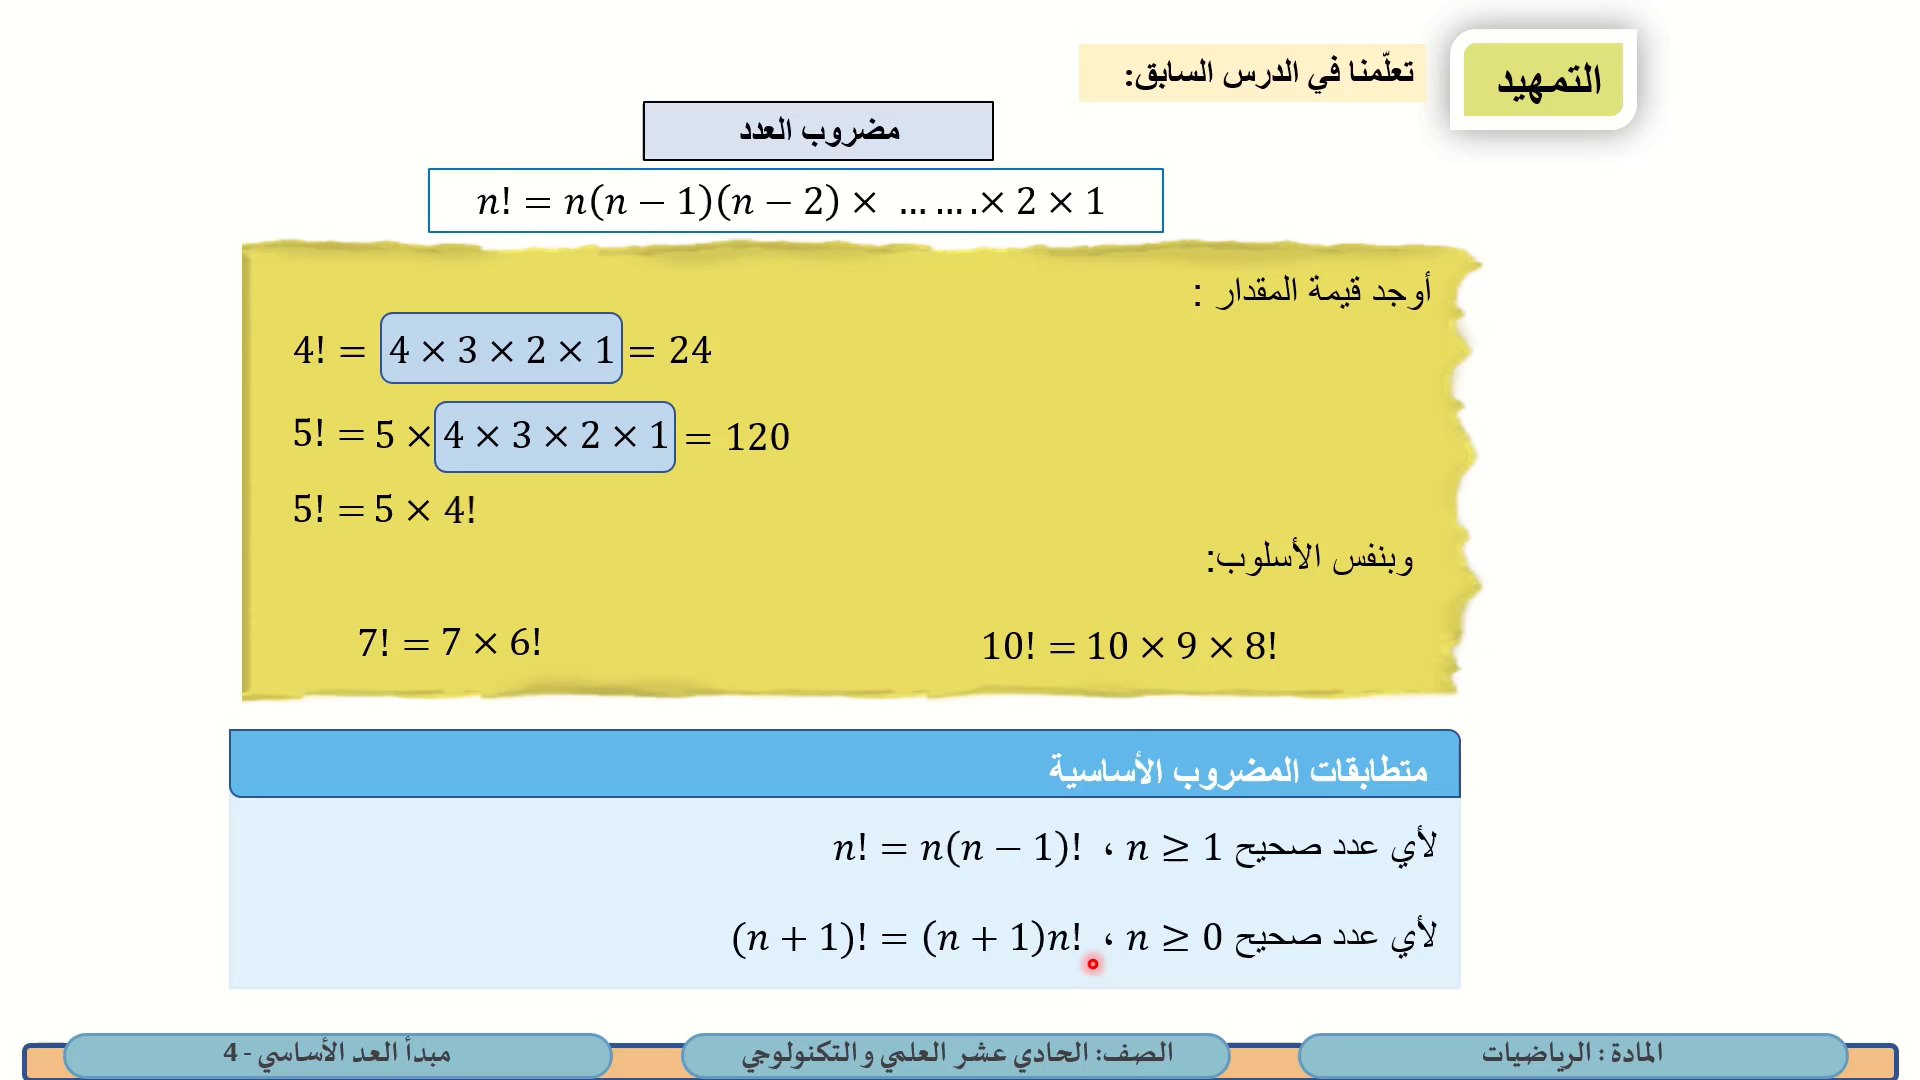 التمهيد
تعلّمنا في الدرس السابق:
مضروب العدد
n! = n(n − 1)(n − 2) × … … .× 2 × 1
أوجد قيمة المقدار :
4! = 4 × 3 × 2 × 1 = 24
5! = 5 × 4 × 3 × 2 × 1 = 120
5! = 5 × 4!
وبنفس الأسلوب:
7! = 7 × 6!
10! = 10 × 9 × 8!
متطابقات المضروب الأساسية
لأي عدد صحيح n ≥ 1 ، n! = n(n − 1)!
لأي عدد صحيح n ≥ 0 ، (n + 1)! = (n + 1)n!
المادة : الرياضيات
الصف: الحادي عشر العلمي و التكنولوجي
مبدأ العد الأساسي - 4